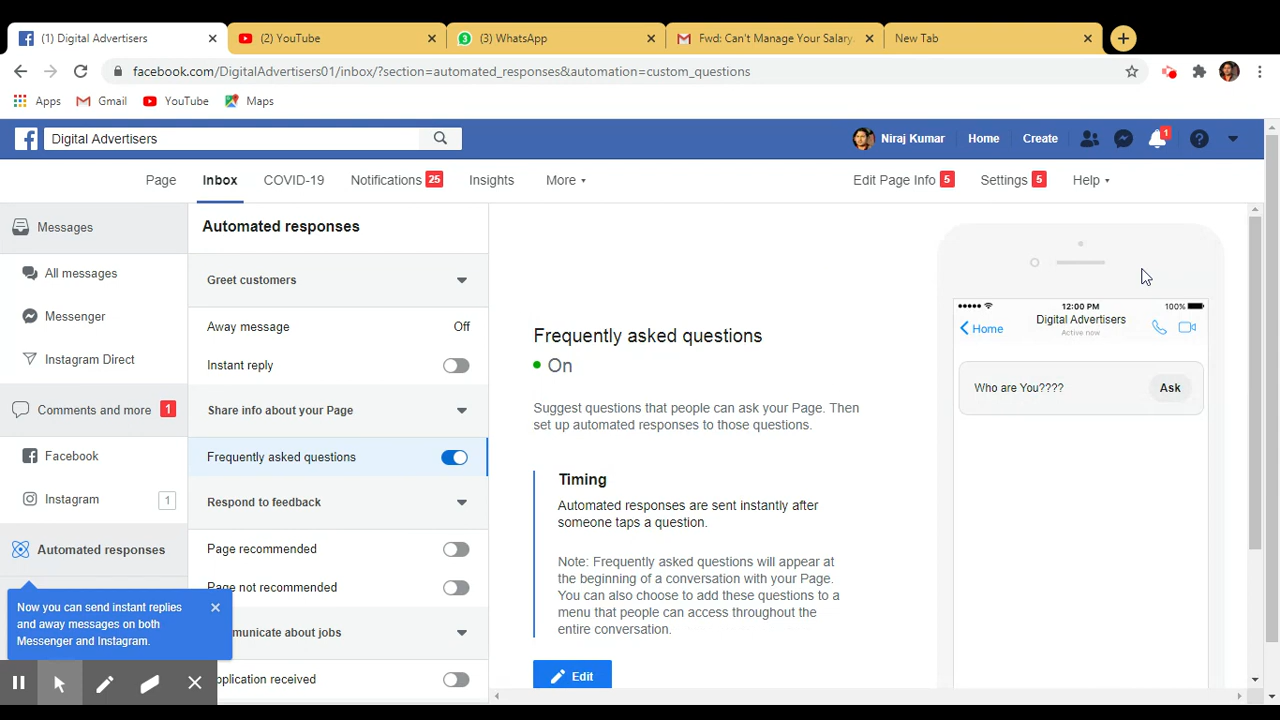 (1) Digital Advertisers
(2) YouTube
(3) WhatsApp
Fwd: Can't Manage Your Salary
New Tab
facebook.com/DigitalAdvertisers01/inbox/?section=automated_responses&automation=custom_questions
Apps
Gmail
YouTube
Maps
Digital Advertisers
Niraj Kumar
Home
Create
1
Page
Inbox
COVID-19
Notifications 25
Insights
More
Edit Page Info 5
Settings 5
Help
Messages
All messages
Messenger
Instagram Direct
Comments and more 1
Facebook
Instagram 1
Automated responses
Now you can send instant replies
and away messages on both
Messenger and Instagram.
Automated responses
Greet customers
Away message Off
Instant reply
Share info about your Page
Frequently asked questions
Respond to feedback
Page recommended
Page not recommended
mmunicate about jobs
pplication received
Frequently asked questions
On
Suggest questions that people can ask your Page. Then
set up automated responses to those questions.
Timing
Automated responses are sent instantly after
someone taps a question.
Note: Frequently asked questions will appear at
the beginning of a conversation with your Page.
You can also choose to add these questions to a
menu that people can access throughout the
entire conversation.
Edit
12:00 PM
100%
Home
Digital Advertisers
Active now
Who are You????
Ask